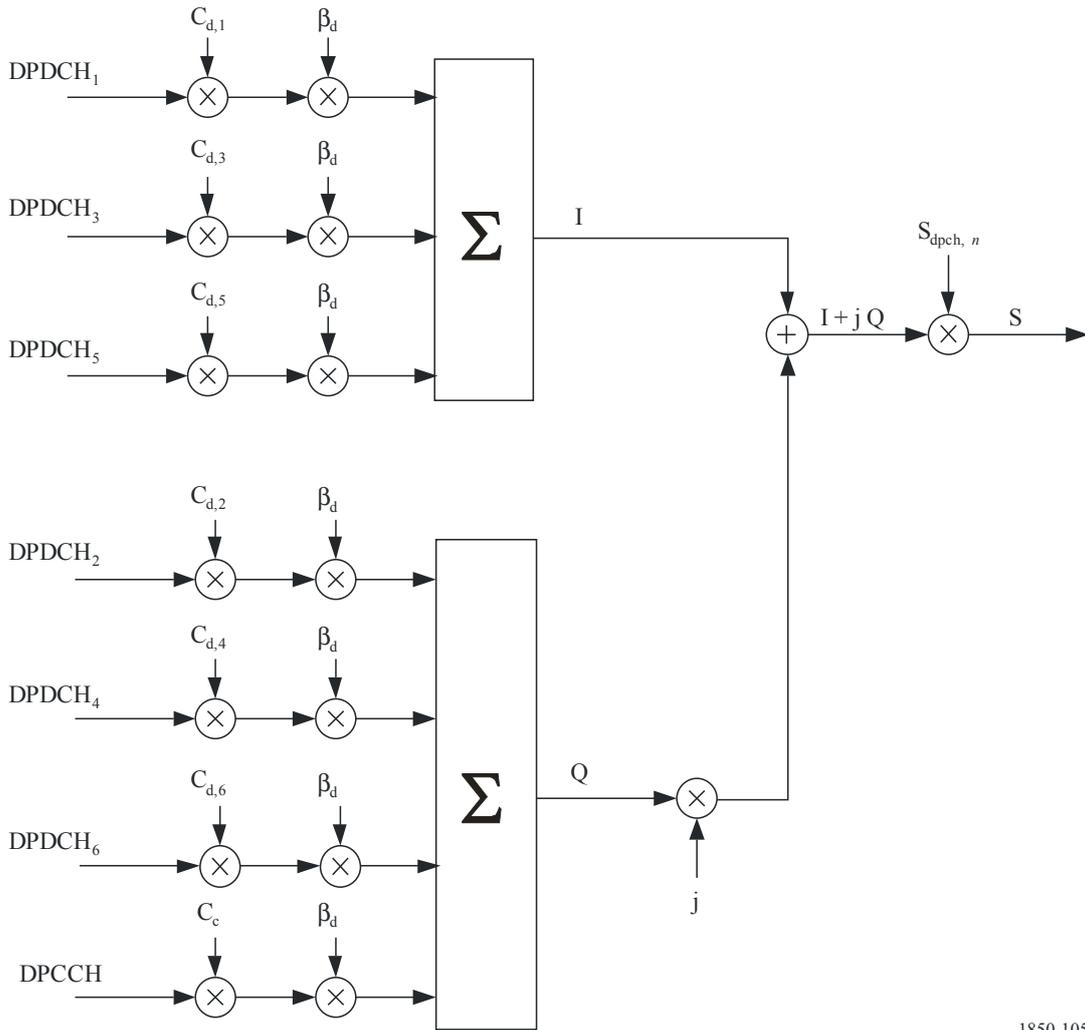 C_d,1 β_d
DPDCH_1
× ×
C_d,3 β_d
DPDCH_3
× ×
C_d,5 β_d
DPDCH_5
× ×
Σ
I
S_dpch, n
+ I + j Q × S
C_d,2 β_d
DPDCH_2
× ×
C_d,4 β_d
DPDCH_4
× ×
C_d,6 β_d
DPDCH_6
× ×
C_c β_d
DPCCH
× ×
Σ
Q
×
j